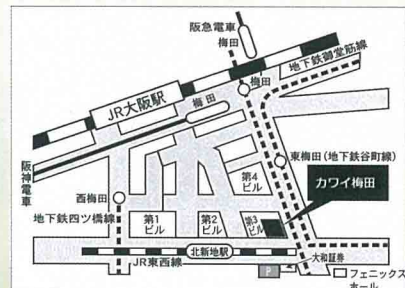 阪急電車
梅田
地下鉄御堂筋線
JR大阪駅
梅田
梅田
阪神電車
東梅田(地下鉄谷町線)
西梅田
カワイ梅田
第4
ビル
地下鉄四ツ橋線
第1
ビル
第2
ビル
第3
ビル
北新地駅
JR東西線
大和証券
P
フェニックス
ホール